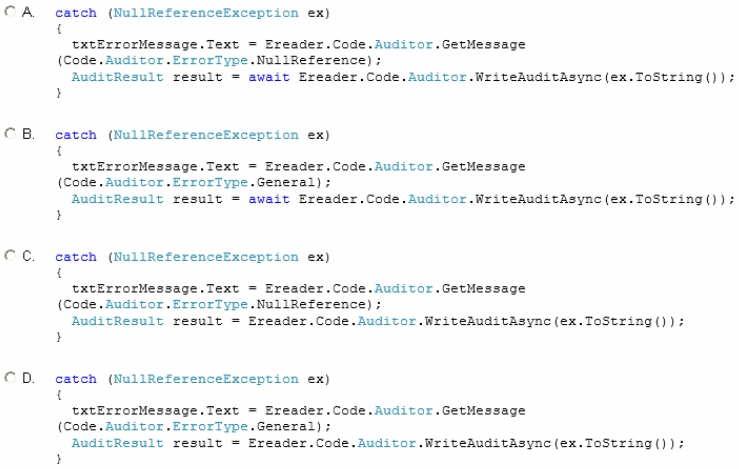 A. catch (NullReferenceException ex)
{
txtErrorMessage.Text = Ereader.Code.Auditor.GetMessage
(Code.Auditor.ErrorType.NullReference);
AuditResult result = await Ereader.Code.Auditor.WriteAuditAsync(ex.ToString());
}
B. catch (NullReferenceException ex)
{
txtErrorMessage.Text = Ereader.Code.Auditor.GetMessage
(Code.Auditor.ErrorType.General);
AuditResult result = await Ereader.Code.Auditor.WriteAuditAsync(ex.ToString());
}
C. catch (NullReferenceException ex)
{
txtErrorMessage.Text = Ereader.Code.Auditor.GetMessage
(Code.Auditor.ErrorType.NullReference);
AuditResult result = Ereader.Code.Auditor.WriteAuditAsync(ex.ToString());
}
D. catch (NullReferenceException ex)
{
txtErrorMessage.Text = Ereader.Code.Auditor.GetMessage
(Code.Auditor.ErrorType.General);
AuditResult result = Ereader.Code.Auditor.WriteAuditAsync(ex.ToString());
}